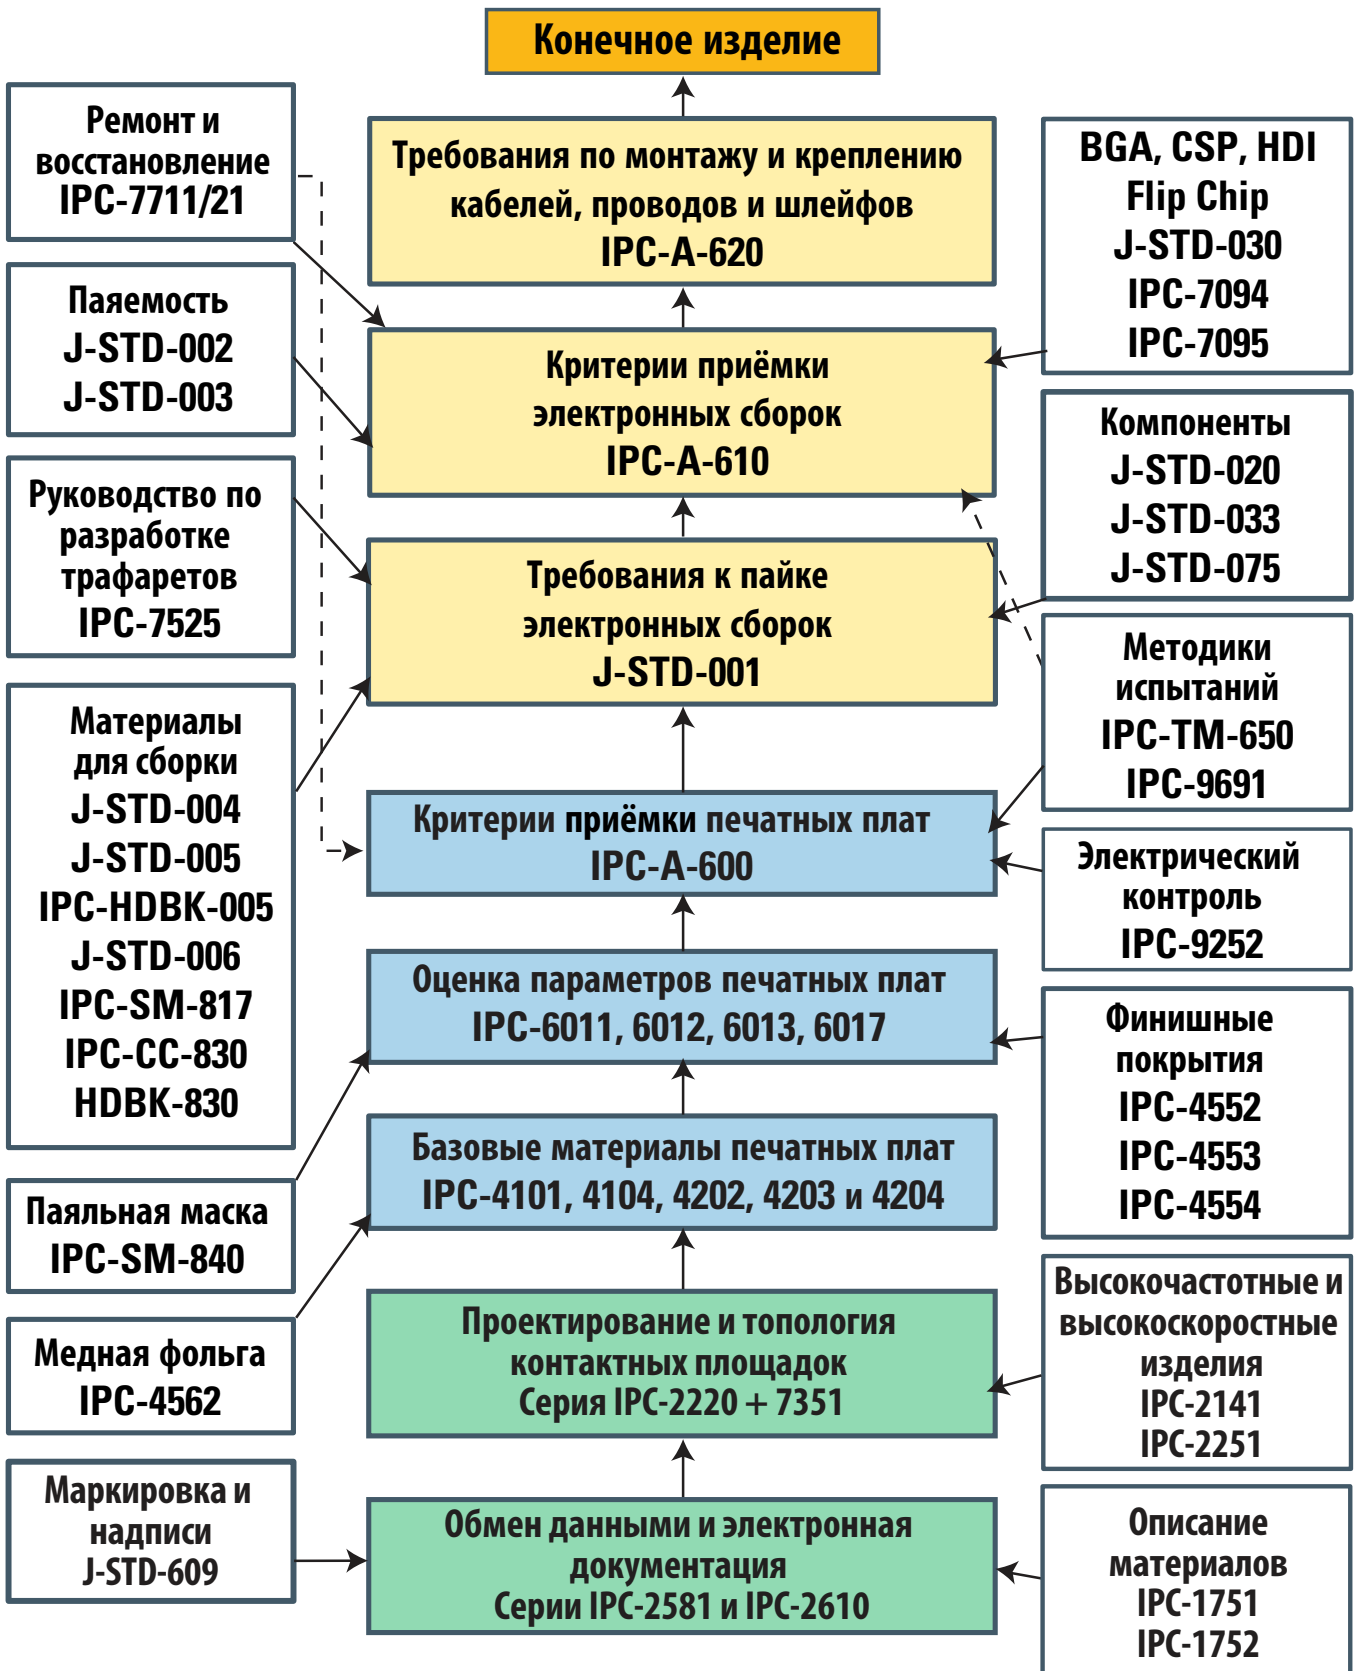 Конечное изделие
Ремонт и
восстановление
IPC-7711/21
Требования по монтажу и креплению
кабелей, проводов и шлейфов
IPC-A-620
BGA, CSP, HDI
Flip Chip
J-STD-030
IPC-7094
IPC-7095
Паяемость
J-STD-002
J-STD-003
Критерии приёмки
электронных сборок
IPC-A-610
Компоненты
J-STD-020
J-STD-033
J-STD-075
Руководство по
разработке
трафаретов
IPC-7525
Требования к пайке
электронных сборок
J-STD-001
Методики
испытаний
IPC-TM-650
IPC-9691
Материалы
для сборки
J-STD-004
J-STD-005
IPC-HDBK-005
J-STD-006
IPC-SM-817
IPC-CC-830
HDBK-830
Критерии приёмки печатных плат
IPC-A-600
Электрический
контроль
IPC-9252
Оценка параметров печатных плат
IPC-6011, 6012, 6013, 6017
Финишные
покрытия
IPC-4552
IPC-4553
IPC-4554
Базовые материалы печатных плат
IPC-4101, 4104, 4202, 4203 и 4204
Паяльная маска
IPC-SM-840
Медная фольга
IPC-4562
Проектирование и топология
контактных площадок
Серия IPC-2220 + 7351
Высокочастотные и
высокоскоростные
изделия
IPC-2141
IPC-2251
Маркировка и
надписи
J-STD-609
Обмен данными и электронная
документация
Серии IPC-2581 и IPC-2610
Описание
материалов
IPC-1751
IPC-1752